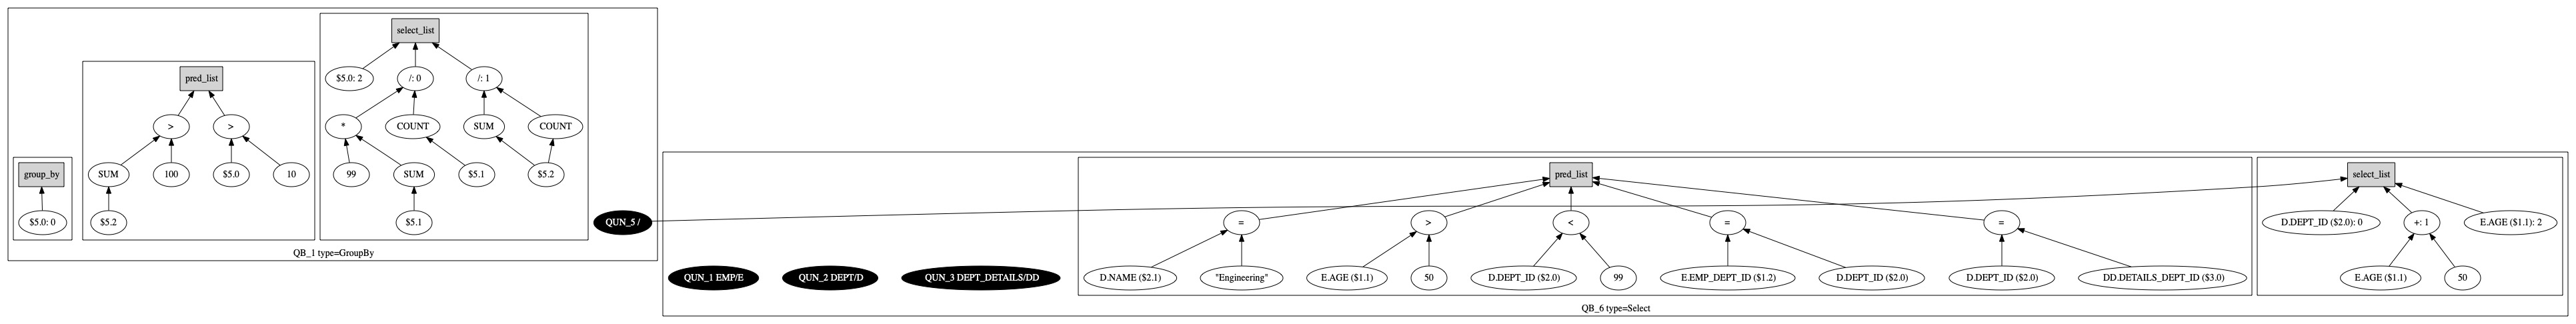 select_list
$5.0: 2
/: 0
/: 1
*
COUNT
SUM
COUNT
99
SUM
$5.1
$5.2
$5.1
pred_list
>
>
SUM
100
$5.0
10
$5.2
group_by
$5.0: 0
QB_1 type=GroupBy
QUN_5 /
QUN_1 EMP/E
QUN_2 DEPT/D
QUN_3 DEPT_DETAILS/DD
pred_list
=
>
<
=
=
D.NAME ($2.1)
"Engineering"
E.AGE ($1.1)
50
D.DEPT_ID ($2.0)
99
E.EMP_DEPT_ID ($1.2)
D.DEPT_ID ($2.0)
D.DEPT_ID ($2.0)
DD.DETAILS_DEPT_ID ($3.0)
select_list
D.DEPT_ID ($2.0): 0
+: 1
E.AGE ($1.1): 2
E.AGE ($1.1)
50
QB_6 type=Select